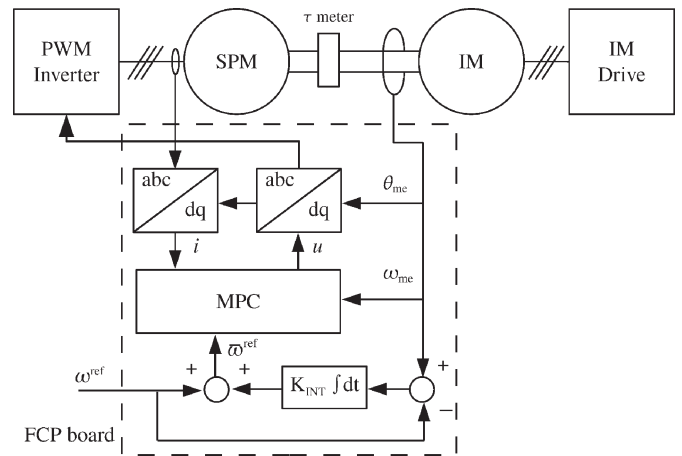 τ meter
PWM
Inverter
SPM
IM
IM
Drive
abc
dq
abc
dq
θme
i
u
ωme
MPC
ω̅ref
+
+
+
ωref
KINT ∫dt
−
FCP board